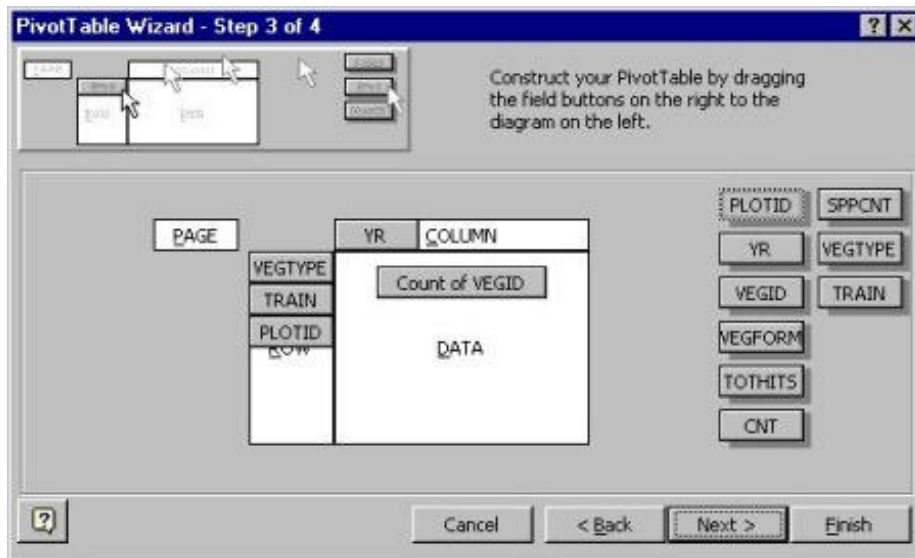 PivotTable Wizard - Step 3 of 4
Construct your PivotTable by dragging
the field buttons on the right to the
diagram on the left.
PAGE
YR
COLUMN
VEGTYPE
TRAIN
PLOTID
ROW
Count of VEGID
DATA
PLOTID
SPPCNT
YR
VEGTYPE
VEGID
TRAIN
VEGFORM
TOTHITS
CNT
Cancel
< Back
Next >
Finish